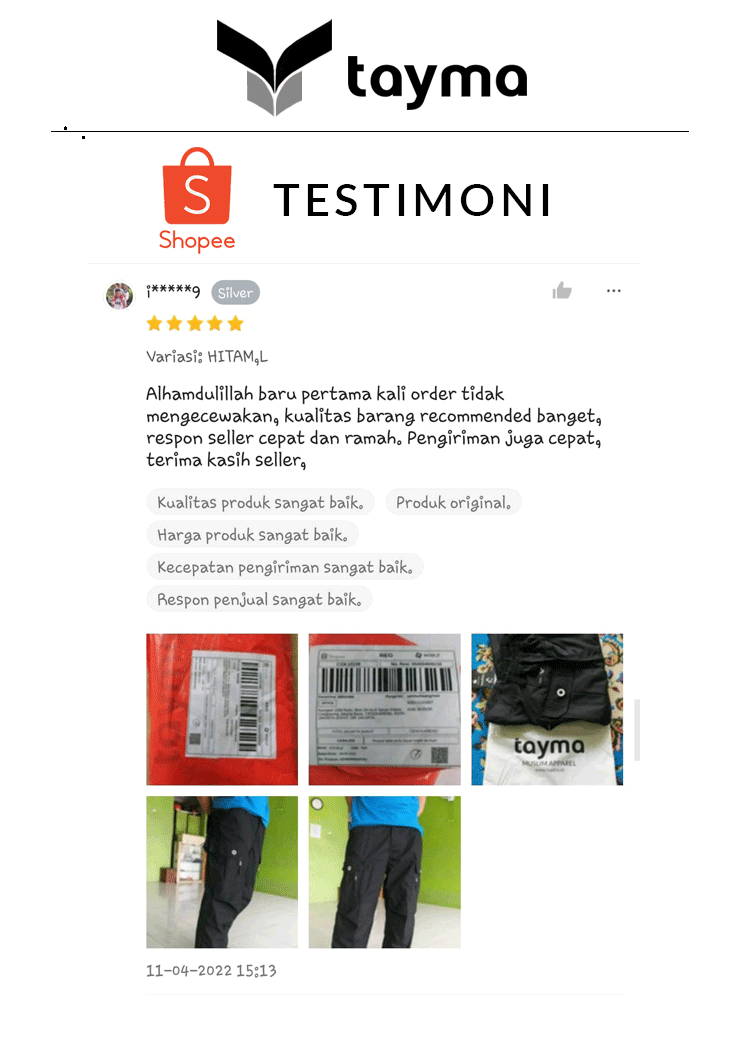 tayma
S
Shopee
TESTIMONI
i*****9 Silver
Variasi: HITAM,L
Alhamdulillah baru pertama kali order tidak
mengecewakan, kualitas barang recommended banget,
respon seller cepat dan ramah. Pengiriman juga cepat,
terima kasih seller,
Kualitas produk sangat baik. Produk original.
Harga produk sangat baik.
Kecepatan pengiriman sangat baik.
Respon penjual sangat baik.
REG
tayma
MUSLIM APPAREL
11-04-2022 15:13